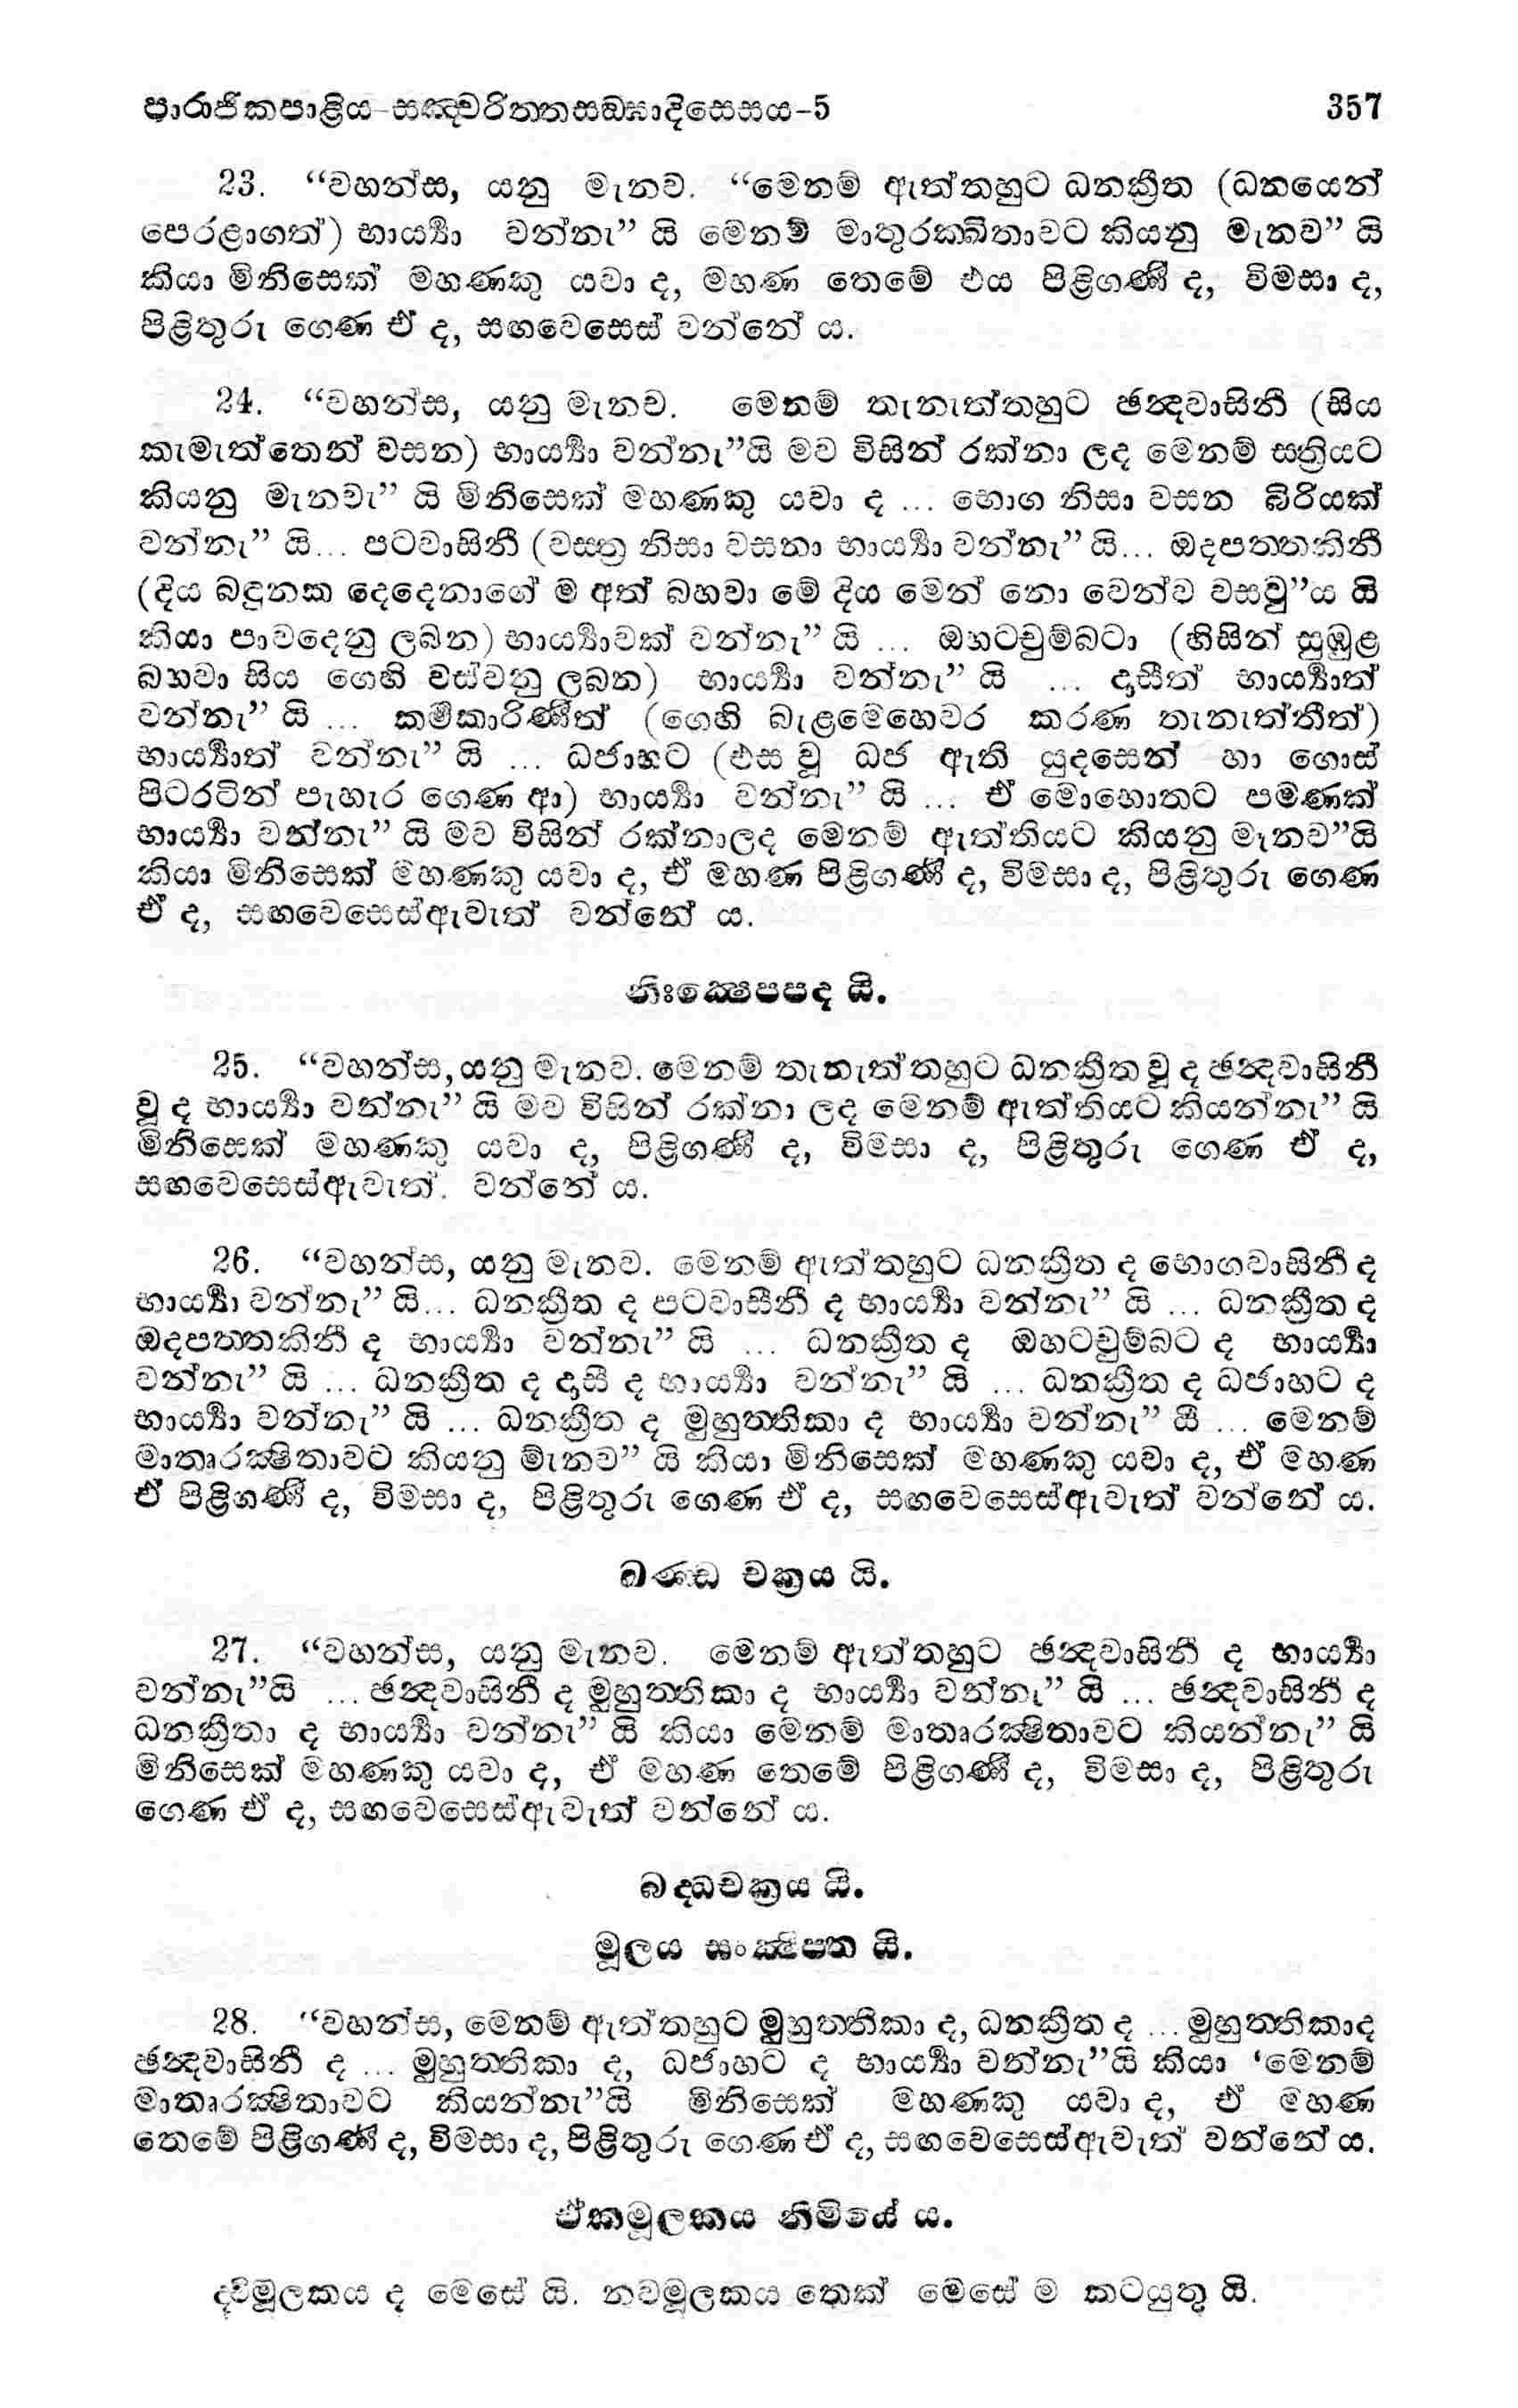 පාරාජිකපාළිය-සඤ්චරිත්තසඞ්ඝාදිසෙසය-5 357
23. “වහන්ස, යනු මැනව. “මෙනම් ඇත්තහුට ධනක්‍රීත (ධනයෙන්
පෙරළාගත්) භාර්‍ය්‍යා වන්නැ” යි මෙනම් මාතුරක්ඛිතාවට කියනු මැනව” යි
කියා මිනිසෙක් මහණකු යවා ද, මහණ තෙමේ එය පිළිගණී ද, විමසා ද,
පිළිතුරු ගෙණ ඒ ද, සඟවෙසෙස් වන්නේ ය.
24. “වහන්ස, යනු මැනව. මෙනම් තැනැත්තහුට ඡන්‍දවාසිනී (සිය
කැමැත්තෙන් වසන) භාර්‍ය්‍යා වන්නැ”යි මව විසින් රක්නා ලද මෙනම් ස්ත්‍රියට
කියනු මැනවැ” යි මිනිසෙක් මහණකු යවා ද ... භොග නිසා වසන බිරියක්
වන්නැ” යි... පටවාසිනී (වස්ත්‍ර නිසා වසනා භාර්‍ය්‍යා වන්නැ” යි... ඔදපත්තකිනී
(දිය බඳුනක දෙදෙනාගේ ම අත් බහවා මේ දිය මෙන් නො වෙන්ව වසවු”ය යි
කියා පාවදෙනු ලබන) භාර්‍ය්‍යාවක් වන්නැ” යි ... ඔභටචුම්බටා (හිසින් සුඹුළ
බහවා සිය ගෙහි වස්වනු ලබන) භාර්‍ය්‍යා වන්නැ” යි ... දාසීත් භාර්‍ය්‍යාත්
වන්නැ” යි ... කර්මකාරිණීත් (ගෙහි බැළමෙහෙවර කරණ තැනැත්තීත්)
භාර්‍ය්‍යාත් වන්නැ” යි ... ධජාහට (එස වූ ධජ ඇති යුදසෙන් හා ගොස්
පිටරටින් පැහැර ගෙණ ආ) භාර්‍ය්‍යා වන්නැ” යි ... ඒ මොහොතට පමණක්
භාර්‍ය්‍යා වන්නැ” යි මව විසින් රක්නාලද මෙනම් ඇත්තියට කියනු මැනව”යි
කියා මිනිසෙක් මහණකු යවා ද, ඒ මහණ පිළිගණී ද, විමසා ද, පිළිතුරු ගෙණ
ඒ ද, සඟවෙසෙස්ඇවැත් වන්නේ ය.
නිඃක්‍ෂෙපපද යි.
25. “වහන්ස, යනු මැනව. මෙනම් තැනැත්තහුට ධනක්‍රීත වූ ද ඡන්‍දවාසිනී
වූ ද භාර්‍ය්‍යා වන්නැ” යි මව විසින් රක්නා ලද මෙනම් ඇත්තියට කියන්නැ” යි
මිනිසෙක් මහණකු යවා ද, පිළිගණී ද, විමසා ද, පිළිතුරු ගෙණ ඒ ද,
සඟවෙසෙස්ඇවැත්. වන්නේ ය.
26. “වහන්ස, යනු මැනව. මෙනම් ඇත්තහුට ධනක්‍රීත ද භොගවාසිනී ද
භාර්‍ය්‍යා වන්නැ” යි... ධනක්‍රීත ද පටවාසිනී ද භාර්‍ය්‍යා වන්නැ” යි ... ධනක්‍රීත ද
ඔදපත්තකිනී ද භාර්‍ය්‍යා වන්නැ” යි ... ධනක්‍රීත ද ඔභටචුම්බට ද භාර්‍ය්‍යා
වන්නැ” යි ... ධනක්‍රීත ද දාසී ද භාර්‍ය්‍යා වන්නැ” යි ... ධනක්‍රීත ද ධජාහට ද
භාර්‍ය්‍යා වන්නැ” යි ... ධනක්‍රීත ද මුහුත්තිකා ද භාර්‍ය්‍යා වන්නැ” යි ... මෙනම්
මාතෘරක්‍ෂිතාවට කියනු මැනව” යි කියා මිනිසෙක් මහණකු යවා ද, ඒ මහණ
ඒ පිළිගණී ද, විමසා ද, පිළිතුරු ගෙණ ඒ ද, සඟවෙසෙස්ඇවැත් වන්නේ ය.
ඛණ්ඩ චක්‍රය යි.
27. “වහන්ස, යනු මැනව. මෙනම් ඇත්තහුට ඡන්‍දවාසිනී ද භාර්‍ය්‍යා
වන්නැ”යි ... ඡන්‍දවාසිනී ද මුහුත්තිකා ද භාර්‍ය්‍යා වන්නැ” යි ... ඡන්‍දවාසිනී ද
ධනක්‍රීතා ද භාර්‍ය්‍යා වන්නැ” යි කියා මෙනම් මාතෘරක්‍ෂිතාවට කියන්නැ” යි
මිනිසෙක් මහණකු යවා ද, ඒ මහණ තෙමේ පිළිගණී ද, විමසා ද, පිළිතුරු
ගෙණ ඒ ද, සඟවෙසෙස්ඇවැත් වන්නේ ය.
බද්ධචක්‍රය යි.
මූලය සංක්‍ෂිප්ත යි.
28. “වහන්ස, මෙනම් ඇත්තහුට මුහුත්තිකා ද, ධනක්‍රීත ද ... මුහුත්තිකාද
ඡන්‍දවාසිනී ද ... මුහුත්තිකා ද, ධජාහට ද භාර්‍ය්‍යා වන්නැ”යි කියා ‘මෙනම්
මාතෘරක්‍ෂිතාවට කියන්නැ”යි මිනිසෙක් මහණකු යවා ද, ඒ මහණ
තෙමේ පිළිගණී ද, විමසා ද, පිළිතුරු ගෙණ ඒ ද, සඟවෙසෙස්ඇවැත් වන්නේ ය.
ඒකමූලකය නිමියේ ය.
ද්විමූලකය ද මෙසේ යි. නවමූලකය තෙක් මෙසේ ම කටයුතු යි.